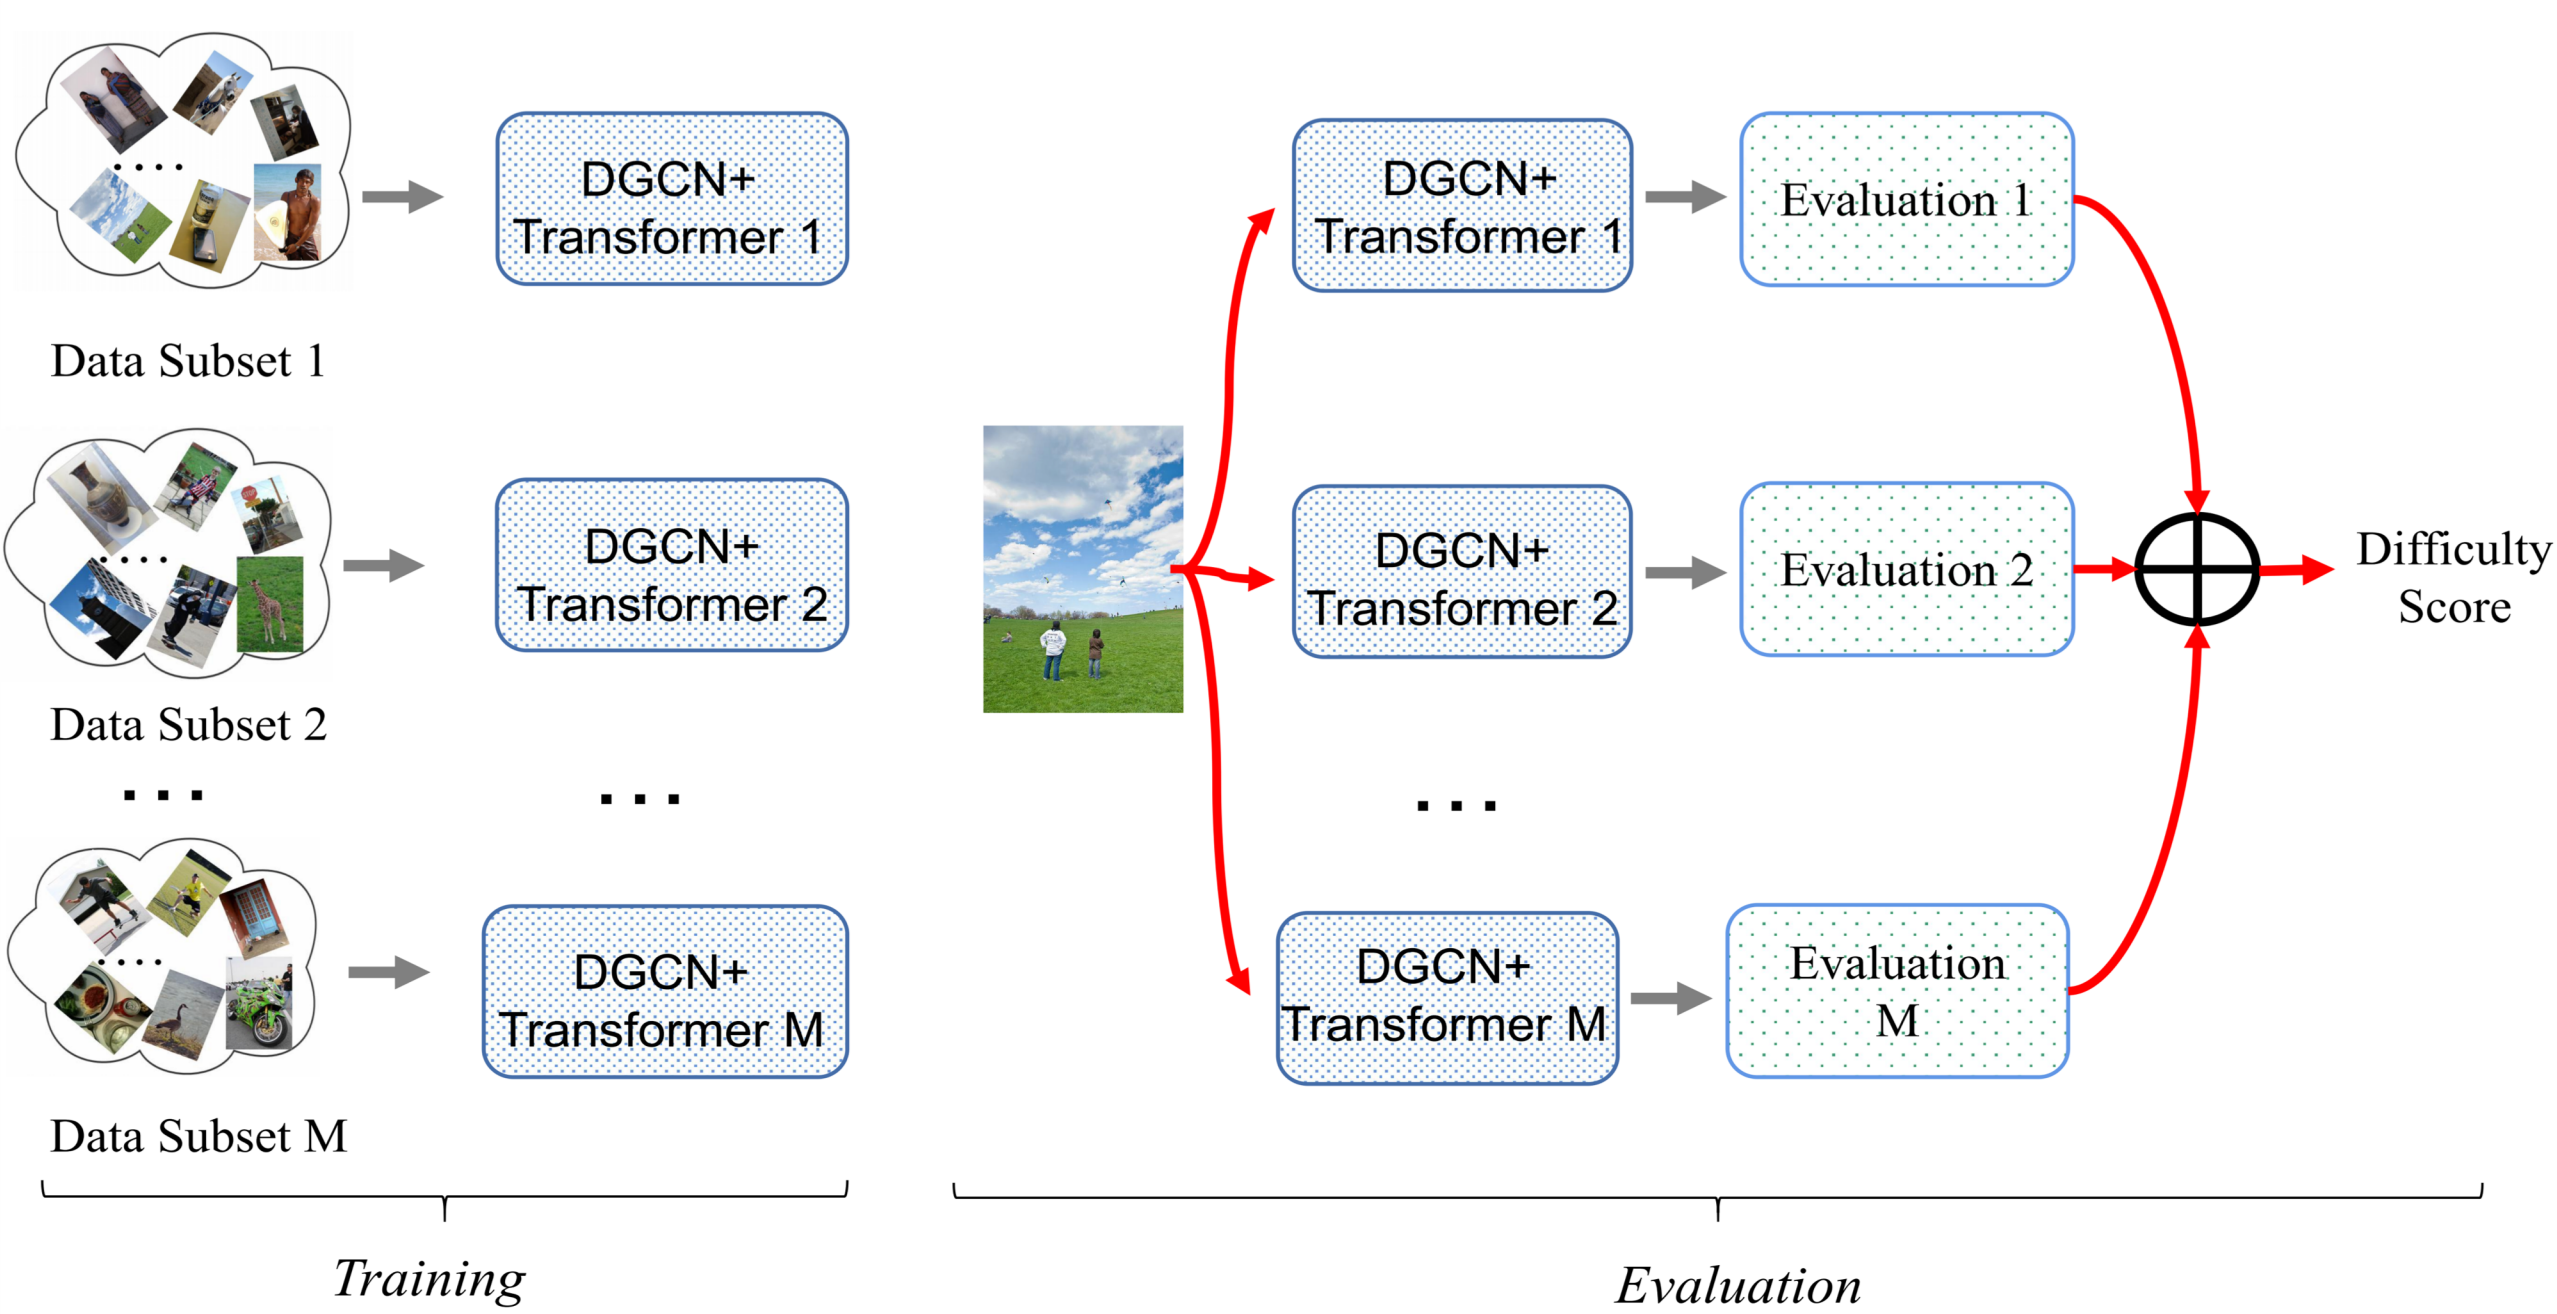 DGCN+
Transformer 1
Data Subset 1
DGCN+
Transformer 2
Data Subset 2
...
...
DGCN+
Transformer M
Data Subset M
Training
DGCN+
Transformer 1
Evaluation 1
DGCN+
Transformer 2
Evaluation 2
...
DGCN+
Transformer M
Evaluation
M
Difficulty
Score
Evaluation